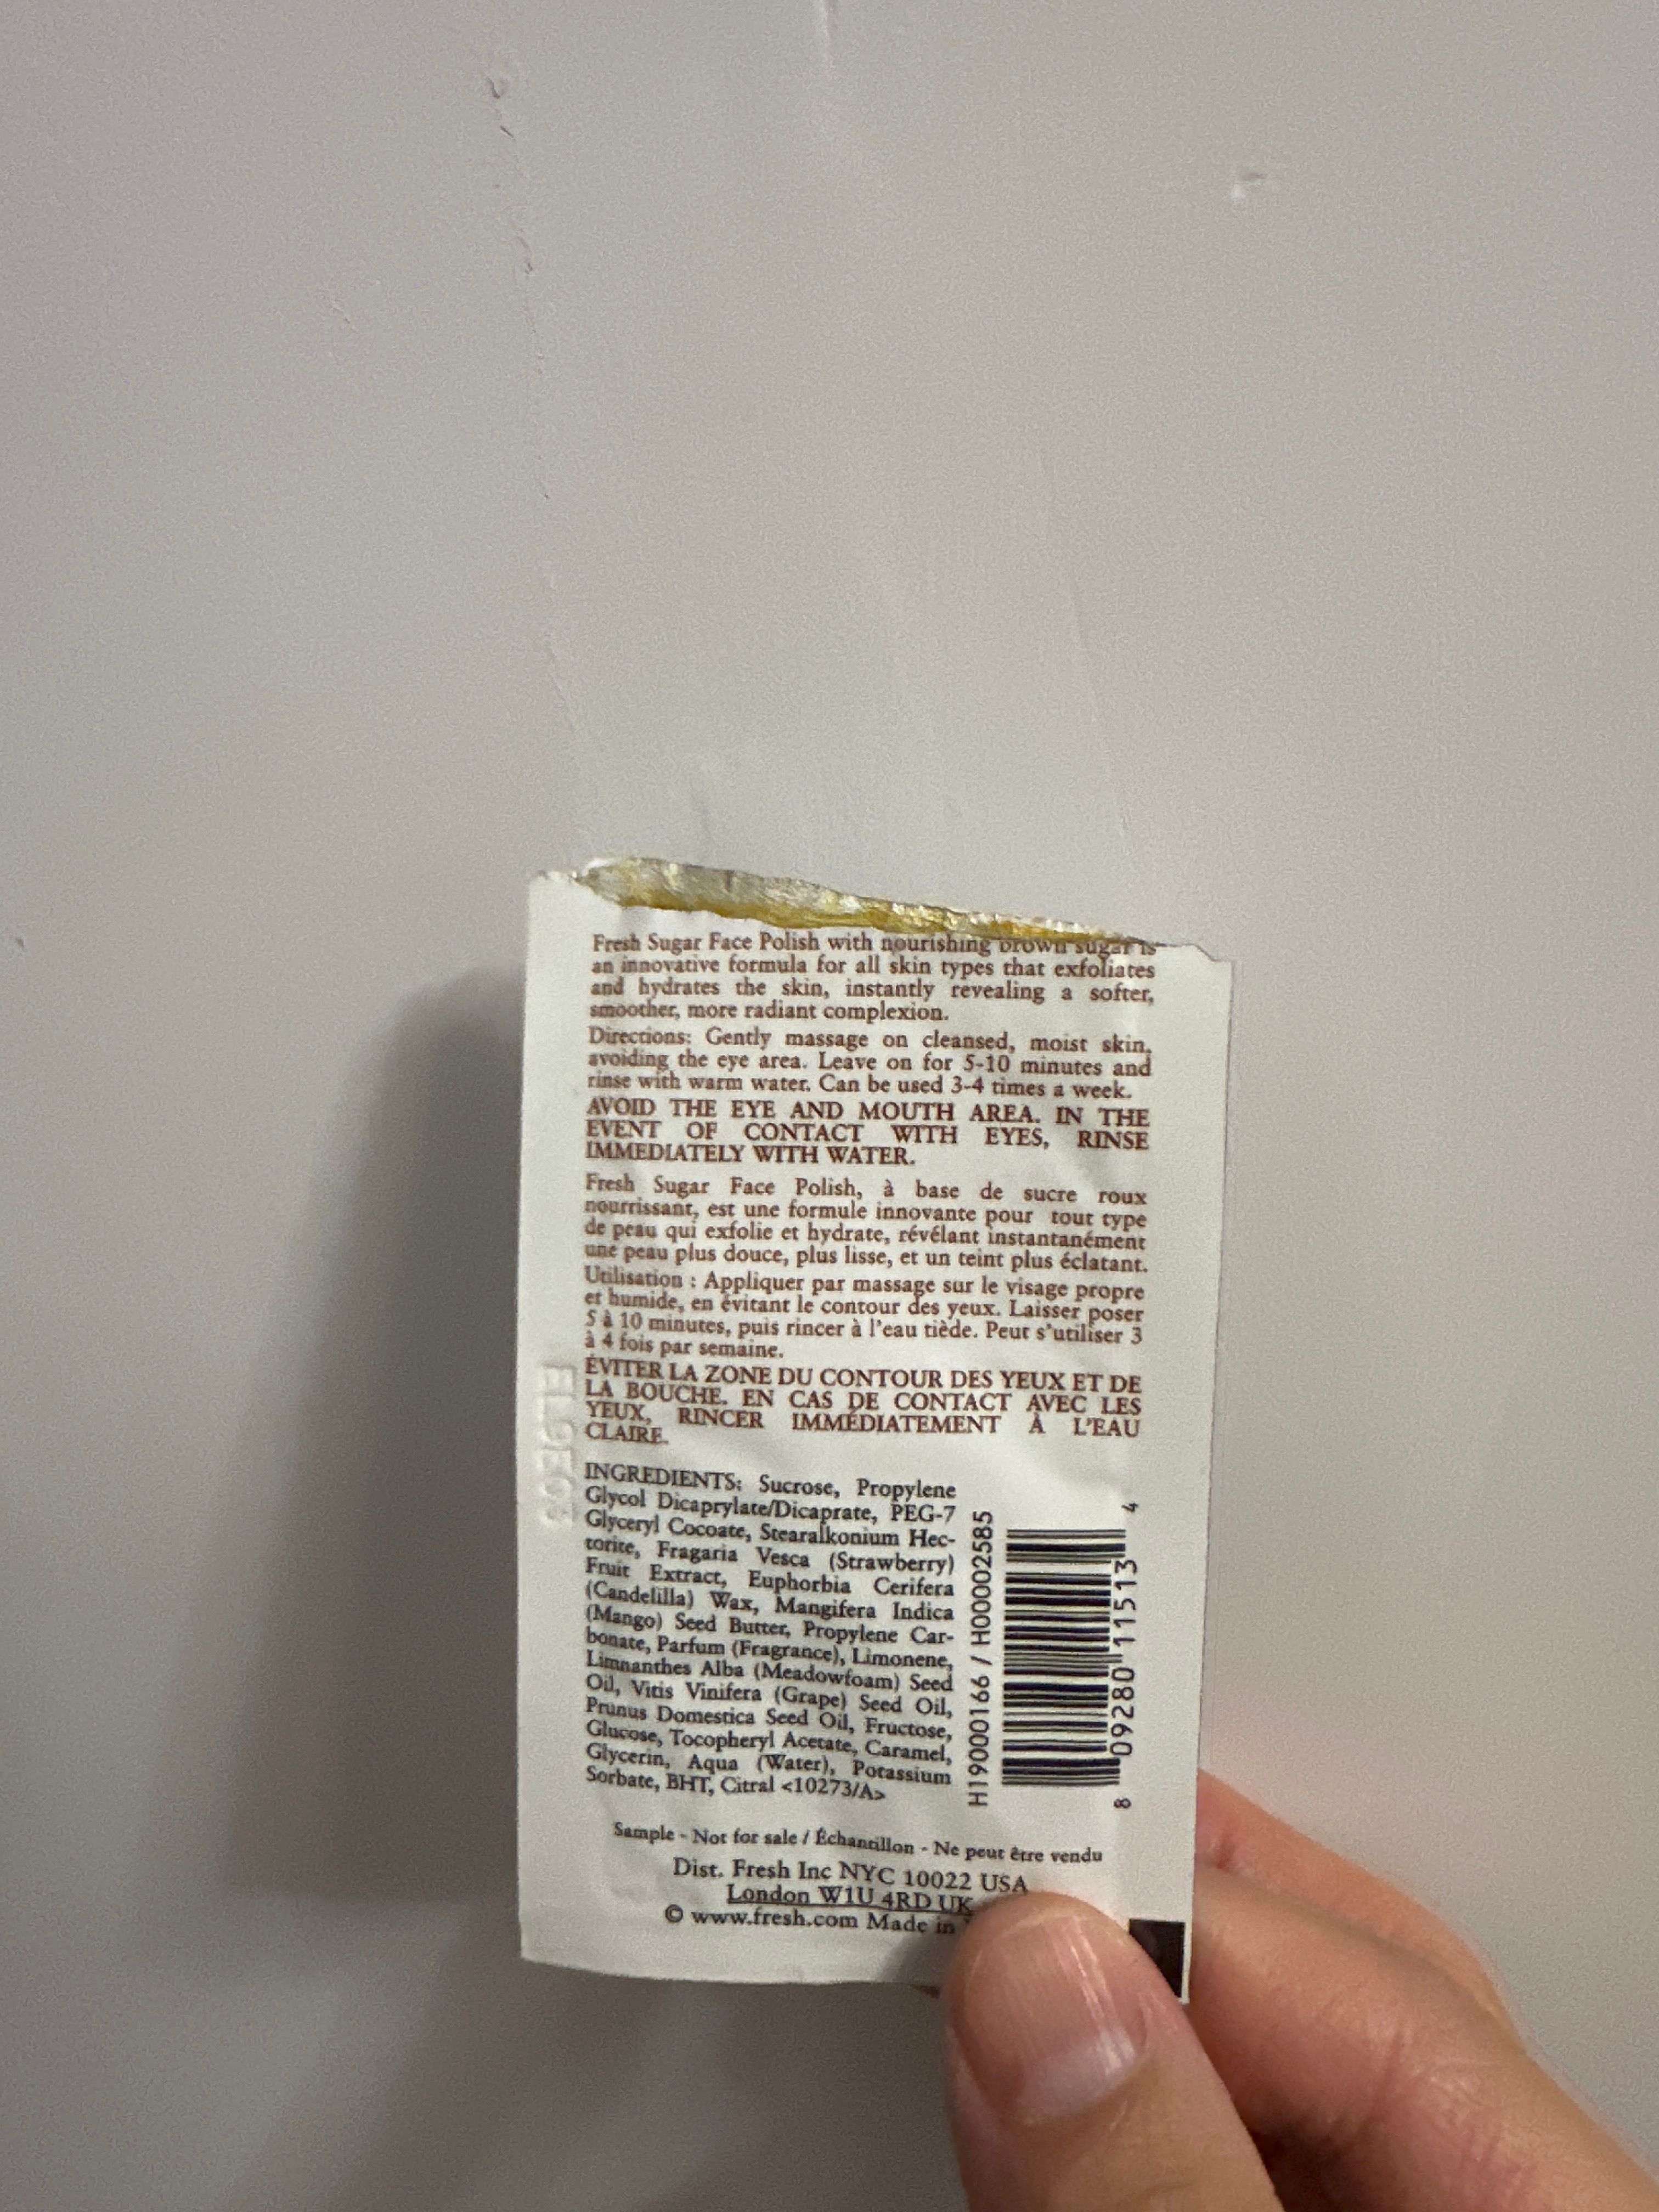 Fresh Sugar Face Polish with nourishing brown sugar is
an innovative formula for all skin types that exfoliates
and hydrates the skin, instantly revealing a softer,
smoother, more radiant complexion.
Directions: Gently massage on cleansed, moist skin,
avoiding the eye area. Leave on for 5-10 minutes and
rinse with warm water. Can be used 3-4 times a week.
AVOID THE EYE AND MOUTH AREA. IN THE
EVENT OF CONTACT WITH EYES, RINSE
IMMEDIATELY WITH WATER.
Fresh Sugar Face Polish, à base de sucre roux
nourrissant, est une formule innovante pour tout type
de peau qui exfolie et hydrate, révélant instantanément
une peau plus douce, plus lisse, et un teint plus éclatant.
Utilisation : Appliquer par massage sur le visage propre
et humide, en évitant le contour des yeux. Laisser poser
5 à 10 minutes, puis rincer à l'eau tiède. Peut s'utiliser 3
à 4 fois par semaine.
ÉVITER LA ZONE DU CONTOUR DES YEUX ET DE
LA BOUCHE. EN CAS DE CONTACT AVEC LES
YEUX, RINCER IMMÉDIATEMENT À L'EAU
CLAIRE.
INGREDIENTS: Sucrose, Propylene
Glycol Dicaprylate/Dicaprate, PEG-7
Glyceryl Cocoate, Stearalkonium Hec-
torite, Fragaria Vesca (Strawberry)
Fruit Extract, Euphorbia Cerifera
(Candelilla) Wax, Mangifera Indica
(Mango) Seed Butter, Propylene Car-
bonate, Parfum (Fragrance), Limonene,
Limnanthes Alba (Meadowfoam) Seed
Oil, Vitis Vinifera (Grape) Seed Oil,
Prunus Domestica Seed Oil, Fructose,
Glucose, Tocopheryl Acetate, Caramel,
Glycerin, Aqua (Water), Potassium
Sorbate, BHT, Citral <10273/A>
H19000166 / H00002585
8 09280 11513 4
Sample - Not for sale / Échantillon - Ne peut être vendu
Dist. Fresh Inc NYC 10022 USA
London W1U 4RD UK
© www.fresh.com Made in